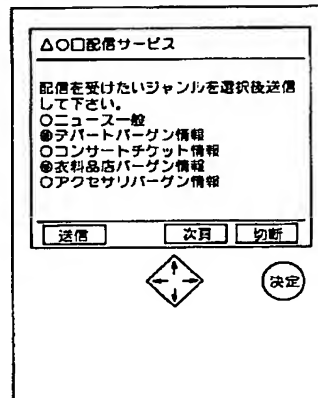 △○□配信サービス
配信を受けたいジャンルを選択後送信
して下さい。
○ニュース一般
◉デパートバーゲン情報
○コンサートチケット情報
◉衣料品店バーゲン情報
○アクセサリバーゲン情報
送信 次頁 切断
決定